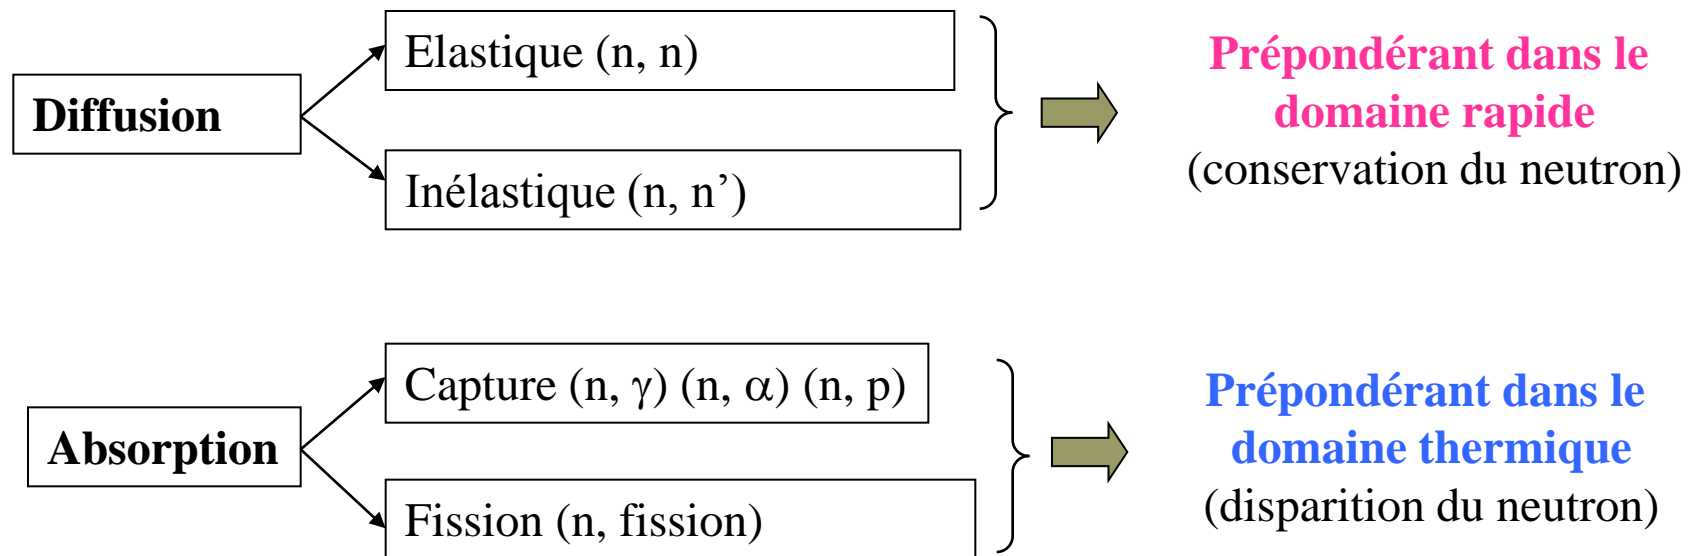 Diffusion
Elastique (n, n)
Inélastique (n, n’)
Prépondérant dans le
domaine rapide
(conservation du neutron)
Absorption
Capture (n, γ) (n, α) (n, p)
Fission (n, fission)
Prépondérant dans le
domaine thermique
(disparition du neutron)